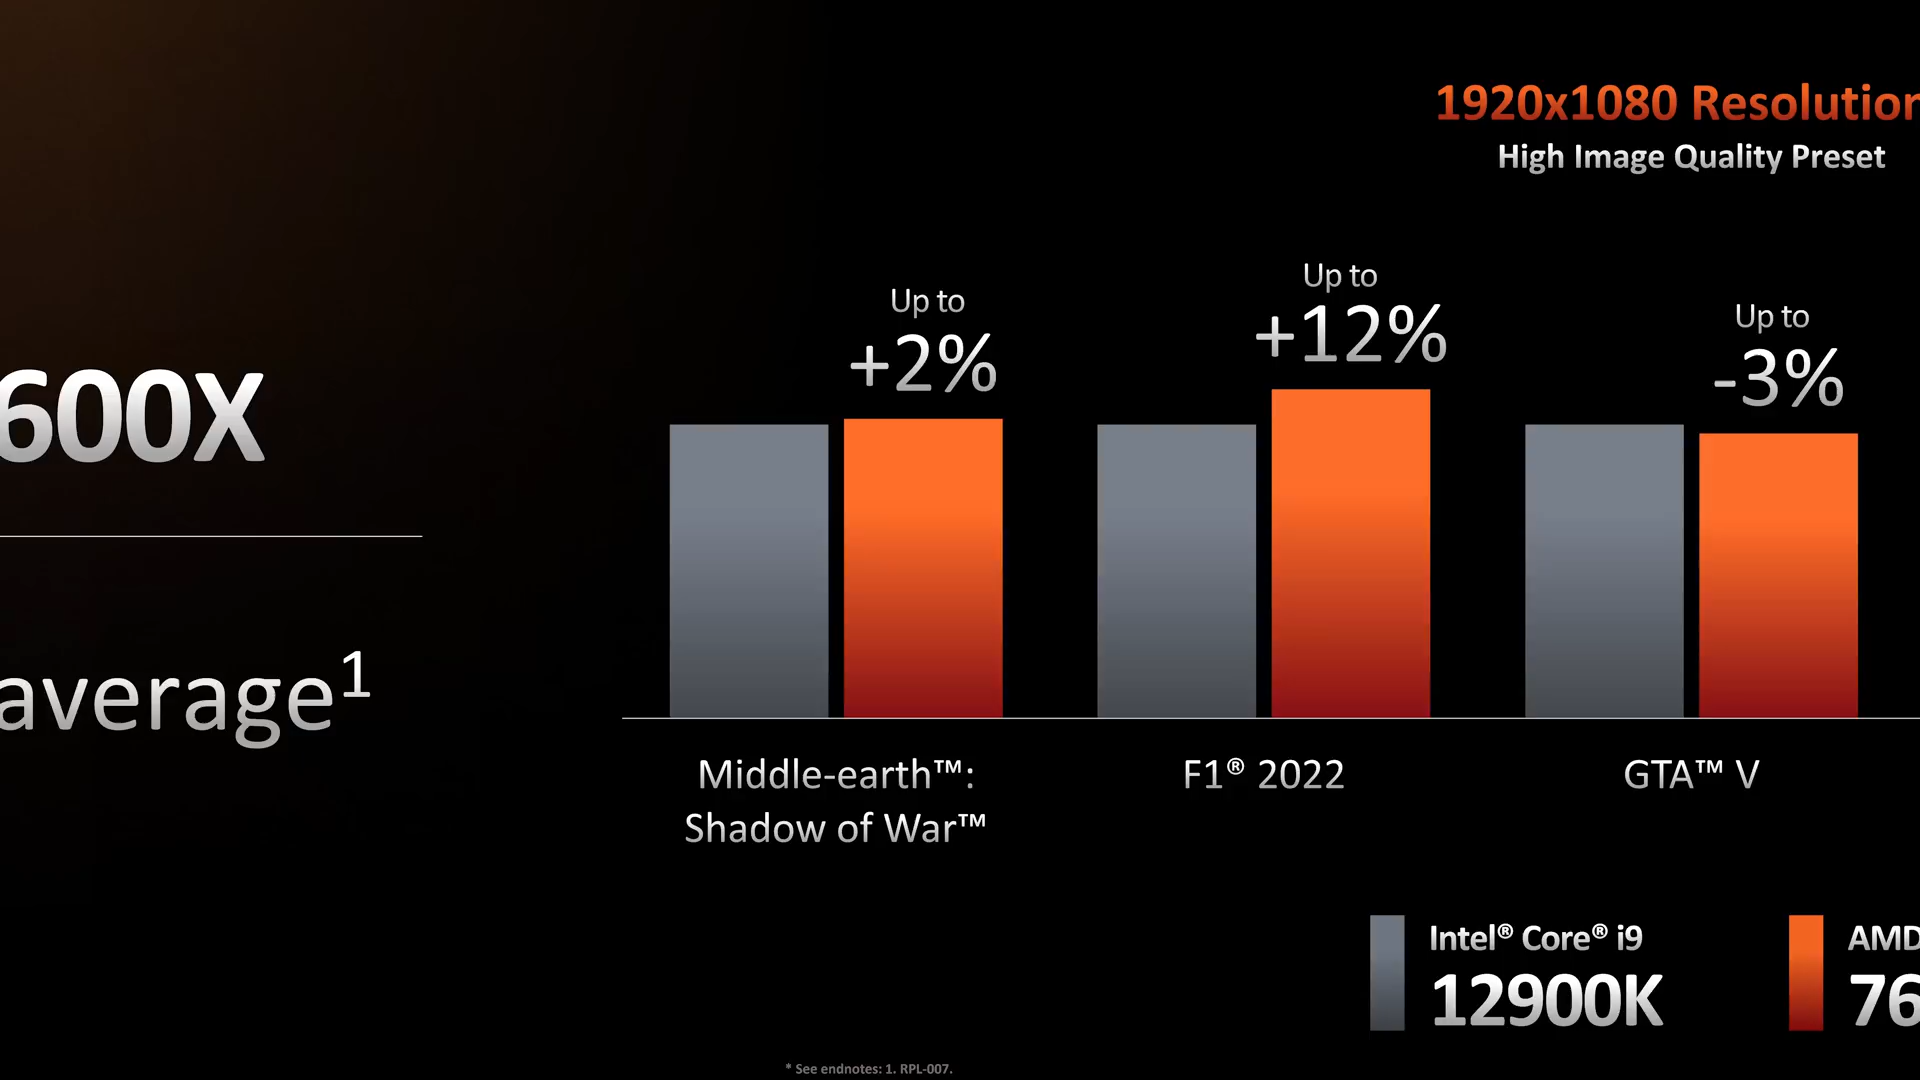 600X
average¹
1920x1080 Resolution
High Image Quality Preset
Up to
+2%
Up to
+12%
Up to
-3%
Middle-earth™:
Shadow of War™
F1® 2022
GTA™ V
Intel® Core® i9
12900K
AMD
76
* See endnotes: 1. RPL-007.